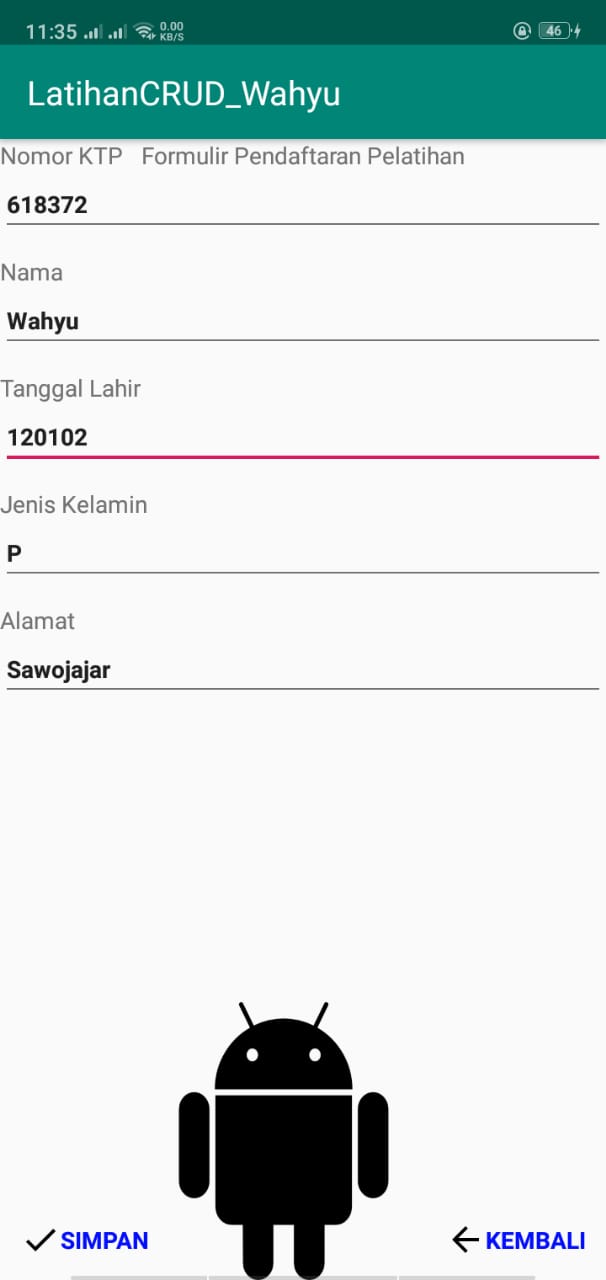 11:35 0.00 KB/S 46
LatihanCRUD_Wahyu
Nomor KTP Formulir Pendaftaran Pelatihan
618372
Nama
Wahyu
Tanggal Lahir
120102
Jenis Kelamin
P
Alamat
Sawojajar
SIMPAN KEMBALI